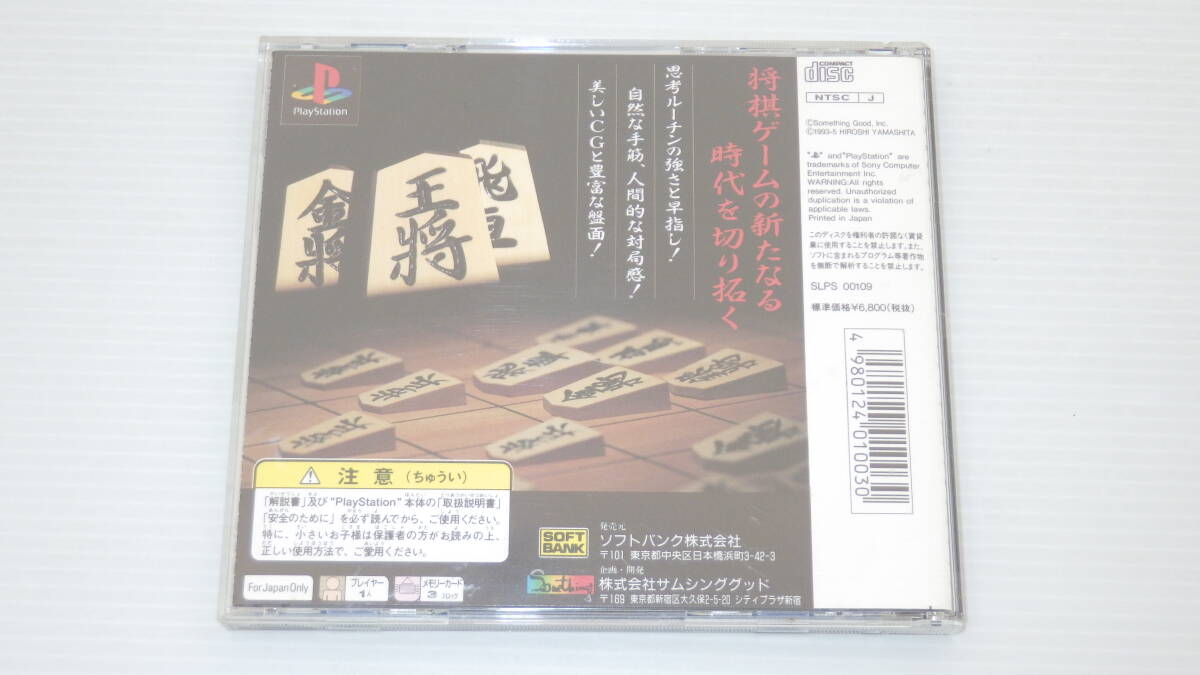 PlayStation
将棋ゲームの新たなる
時代を切り拓く
思考ルーチンの強さと早指し!
自然な手筋、人間的な対局感!
美しいCGと豊富な盤面!
金將
王將
COMPACT
disc
NTSC J
©Something Good, Inc.
©1993-5 HIROSHI YAMASHITA
"PS" and "PlayStation" are
trademarks of Sony Computer
Entertainment Inc.
WARNING:All rights
reserved. Unauthorized
duplication is a violation of
applicable laws.
Printed in Japan
このディスクを権利者の許諾なく賃貸
業に使用することを禁止します。また、
ソフトに含まれるプログラム等著作物
を無断で解析することを禁止します。
SLPS 00109
標準価格¥6,800(税抜)
4 980124 010030
注意(ちゅうい)
「解説書」及び"PlayStation"本体の「取扱説明書」
「安全のために」を必ず読んでから、ご使用ください。
特に、小さいお子様は保護者の方がお読みの上、
正しい使用方法で、ご愛用ください。
For Japan Only
プレイヤー
1人
メモリーカード
3 ブロック
SOFT
BANK
発売元
ソフトバンク株式会社
〒101 東京都中央区日本橋浜町3-42-3
Something
企画・開発
株式会社サムシンググッド
〒169 東京都新宿区大久保2-5-20 シティプラザ新宿